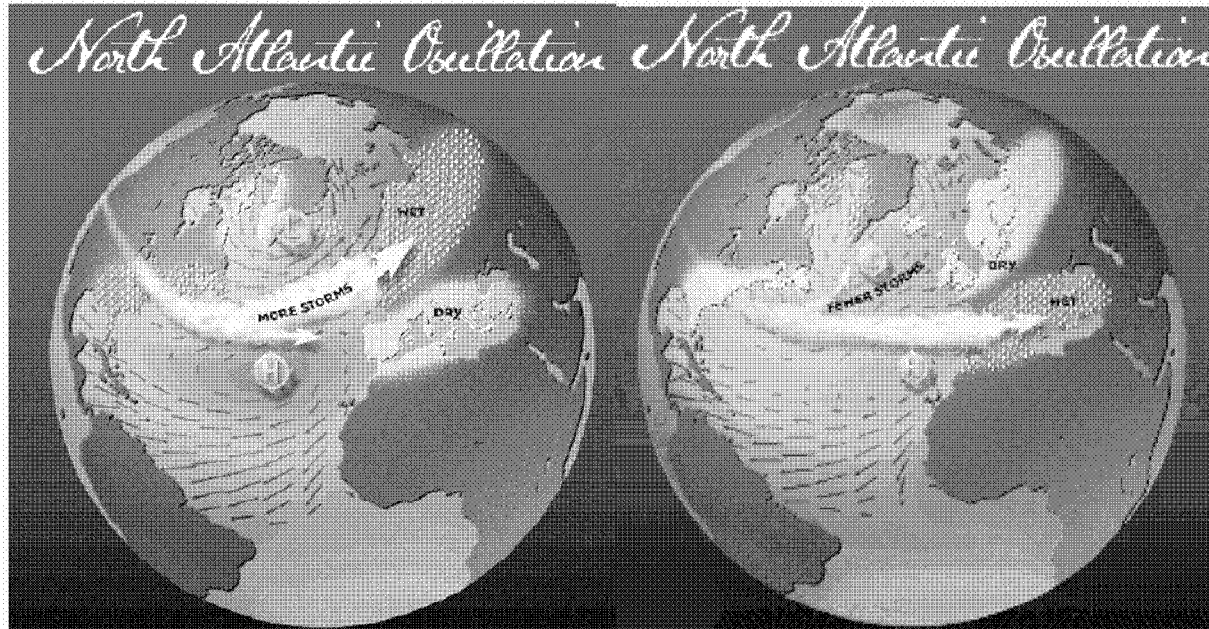 North Atlantic Oscillation
WET
MORE STORMS
DRY
H
North Atlantic Oscillation
DRY
FEWER STORMS
WET